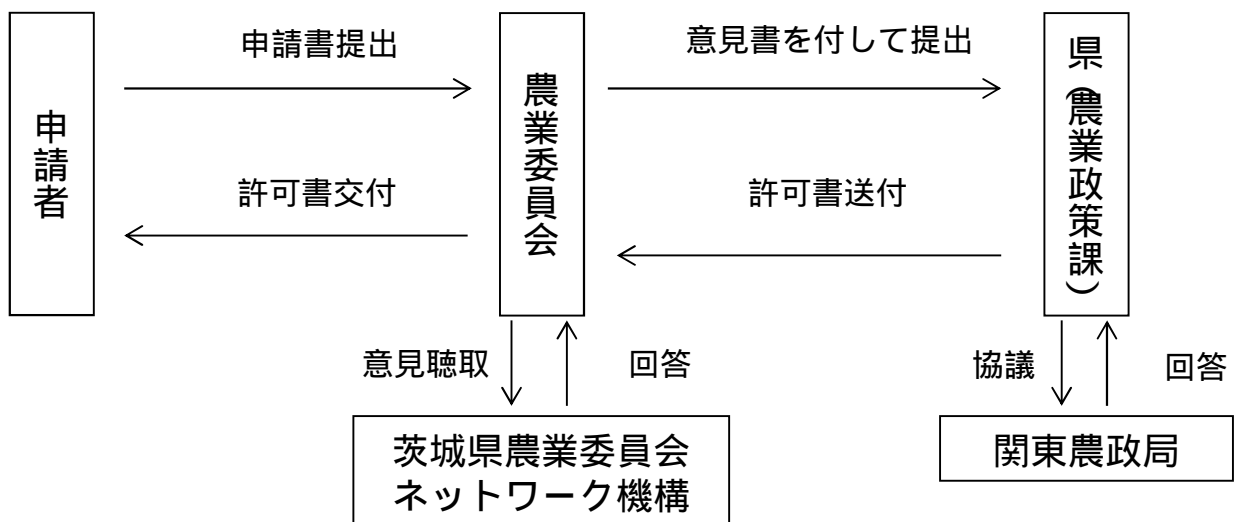 申請者
申請書提出
許可書交付
農業委員会
意見書を付して提出
許可書送付
県(農業政策課)
意見聴取
回答
協議
回答
茨城県農業委員会
ネットワーク機構
関東農政局